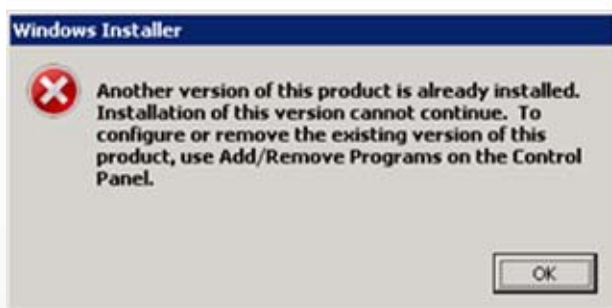 Windows Installer
Another version of this product is already installed.
Installation of this version cannot continue. To
configure or remove the existing version of this
product, use Add/Remove Programs on the Control
Panel.
OK